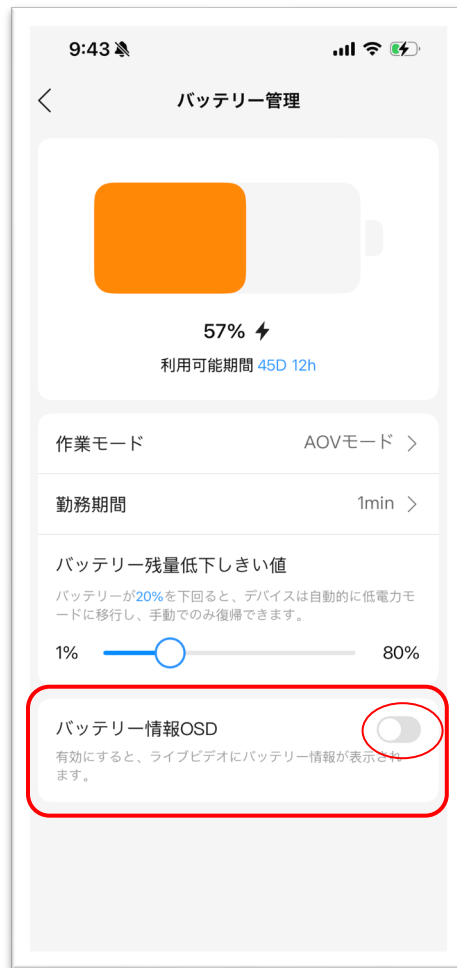 9:43
バッテリー管理
57%
利用可能期間 45D 12h
作業モード AOVモード
勤務期間 1min
バッテリー残量低下しきい値
バッテリーが20%を下回ると、デバイスは自動的に低電力モ
ードに移行し、手動でのみ復帰できます。
1% 80%
バッテリー情報OSD
有効にすると、ライブビデオにバッテリー情報が表示され
ます。